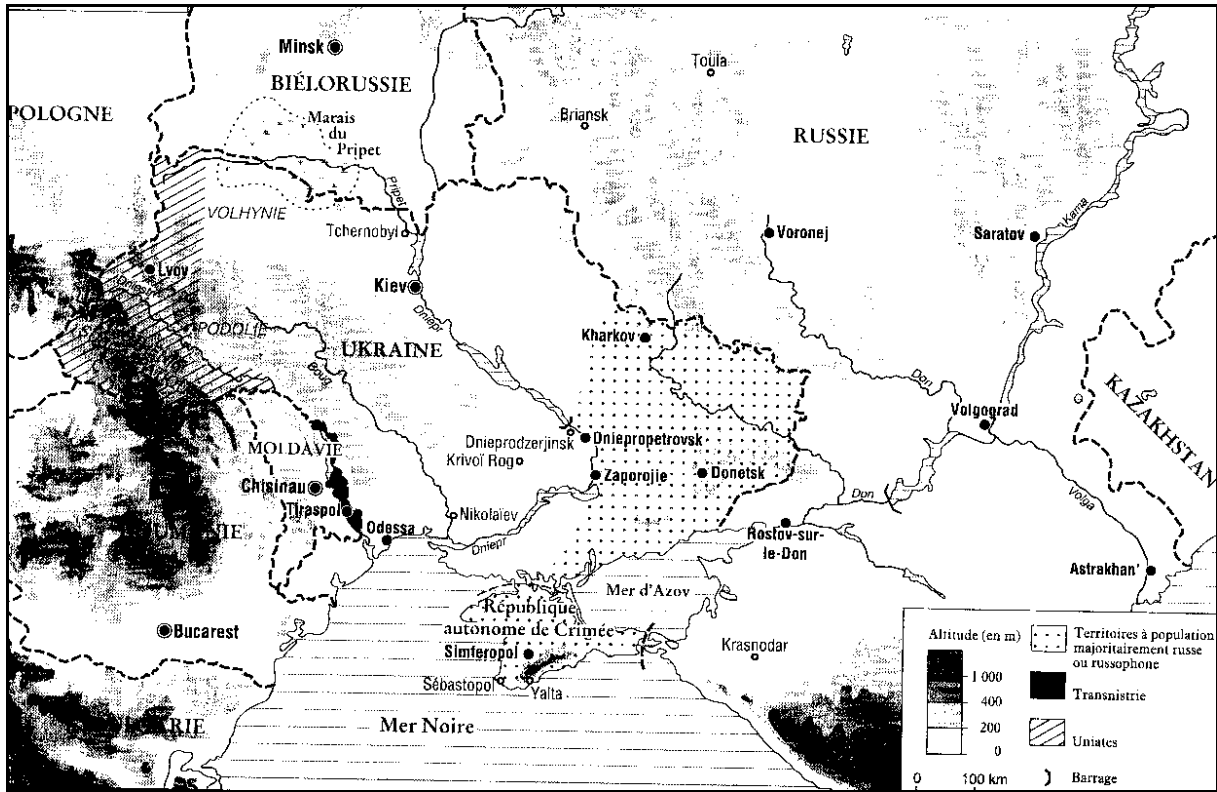 Minsk
Toula
BIÉLORUSSIE
POLOGNE
Briansk
Marais
du
Pripet
RUSSIE
Pripet
VOLHYNIE
Kama
Tchernobyl
Voronej
Saratov
Lvov
Kiev
Dniepr
PODOLIE
Kharkov
UKRAINE
Boug
Don
KAZAKHSTAN
Volgograd
Dnieprodzerjinsk
Dniepropetrovsk
MOLDAVIE
Krivoï Rog
Zaporojie
Donetsk
Chisinau
Don
Volga
Tiraspol
Nikolaïev
Odessa
Dniepr
Rostov-sur-
le-Don
Astrakhan'
Mer d'Azov
République
autonome de Crimée
Bucarest
Simferopol
Krasnodar
Sébastopol
Yalta
Mer Noire
Altitude (en m)
1 000
400
200
0
Territoires à population
majoritairement russe
ou russophone
Transnistrie
Uniates
Barrage
0 100 km